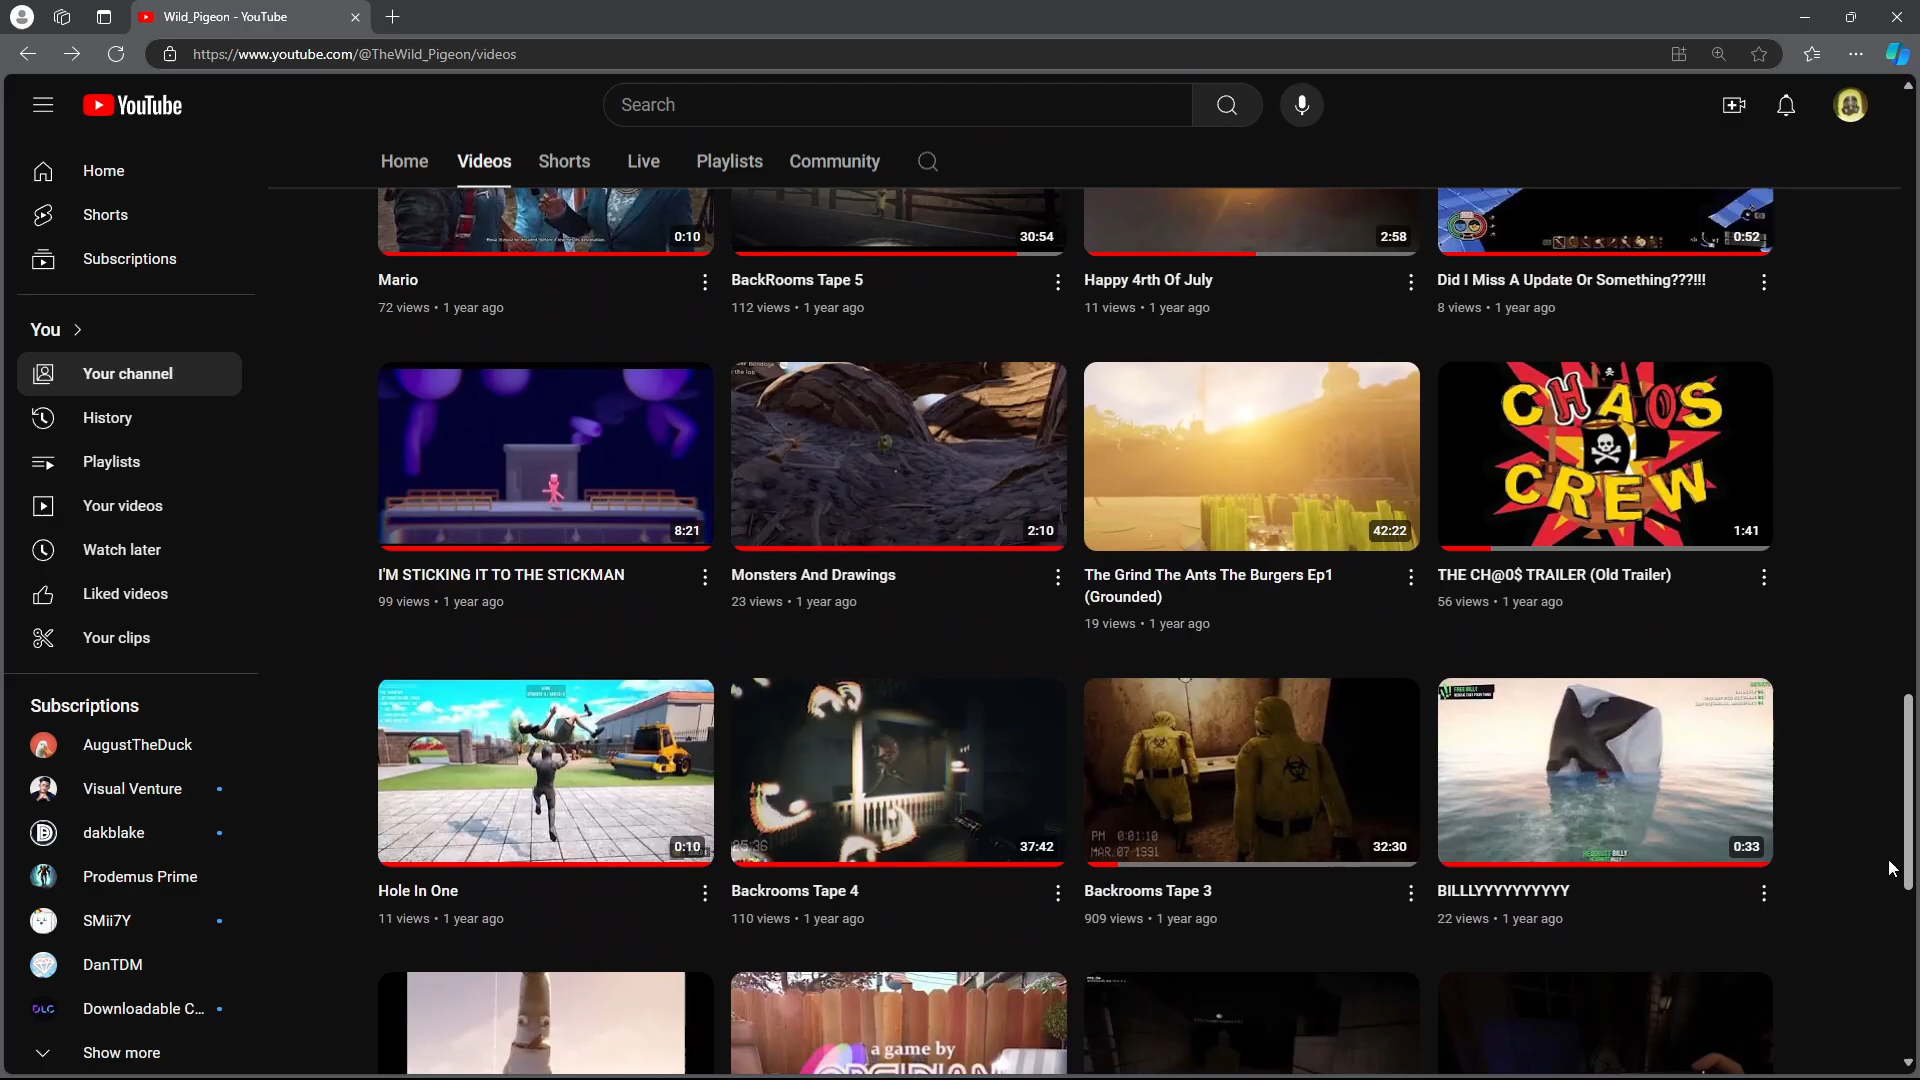 Wild_Pigeon - YouTube
https://www.youtube.com/@TheWild_Pigeon/videos
YouTube
Search
Home
Videos
Shorts
Live
Playlists
Community
Home
Shorts
Subscriptions
You
Your channel
History
Playlists
Your videos
Watch later
Liked videos
Your clips
Subscriptions
AugustTheDuck
Visual Venture
dakblake
Prodemus Prime
SMii7Y
DanTDM
DLC
Downloadable C...
Show more
0:10
30:54
2:58
0:52
Mario
72 views • 1 year ago
BackRooms Tape 5
112 views • 1 year ago
Happy 4rth Of July
11 views • 1 year ago
Did I Miss A Update Or Something???!!!
8 views • 1 year ago
8:21
2:10
42:22
CHAOS
CREW
1:41
I'M STICKING IT TO THE STICKMAN
99 views • 1 year ago
Monsters And Drawings
23 views • 1 year ago
The Grind The Ants The Burgers Ep1
(Grounded)
19 views • 1 year ago
THE CH@0$ TRAILER (Old Trailer)
56 views • 1 year ago
0:10
25:36
37:42
PM 0:01:10
MAR. 07 1991
32:30
FREE BILLY
0:33
Hole In One
11 views • 1 year ago
Backrooms Tape 4
110 views • 1 year ago
Backrooms Tape 3
909 views • 1 year ago
BILLLYYYYYYYYYY
22 views • 1 year ago
a game by
OBSIDIAN